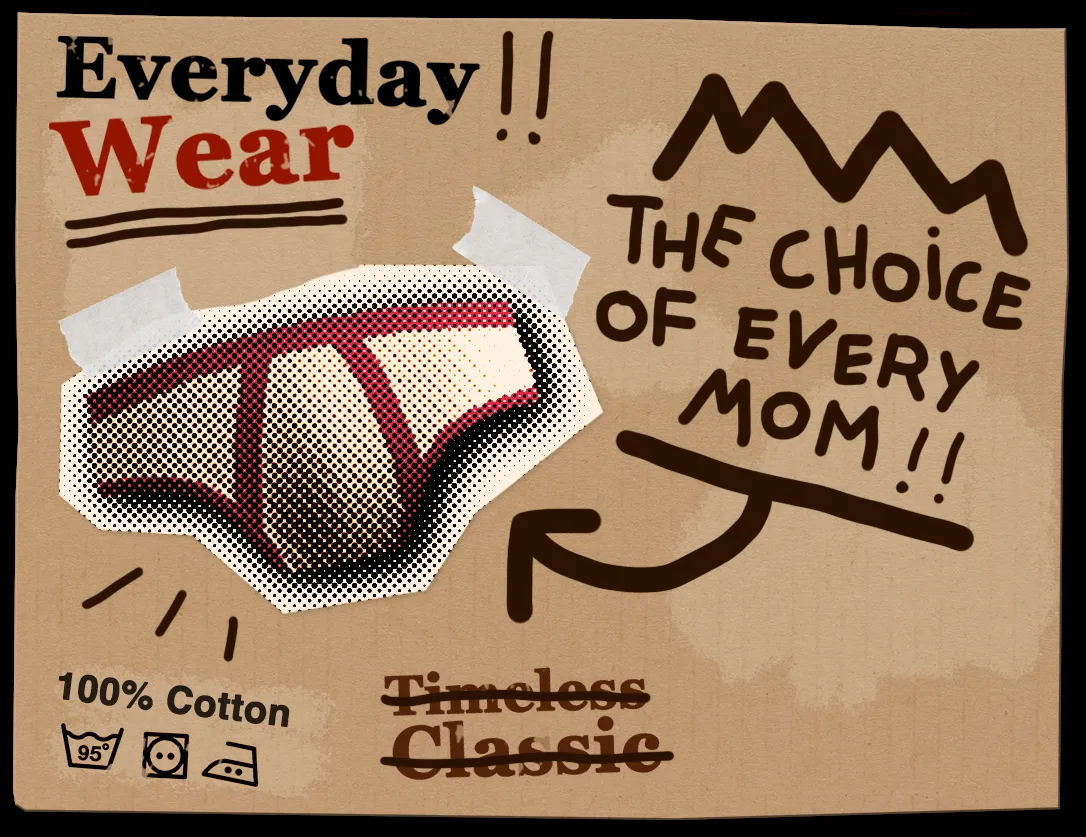 Everyday!!
Wear
THE CHOiCE
OF EVERY
MOM!!
100% Cotton
95°
Timeless
Classic